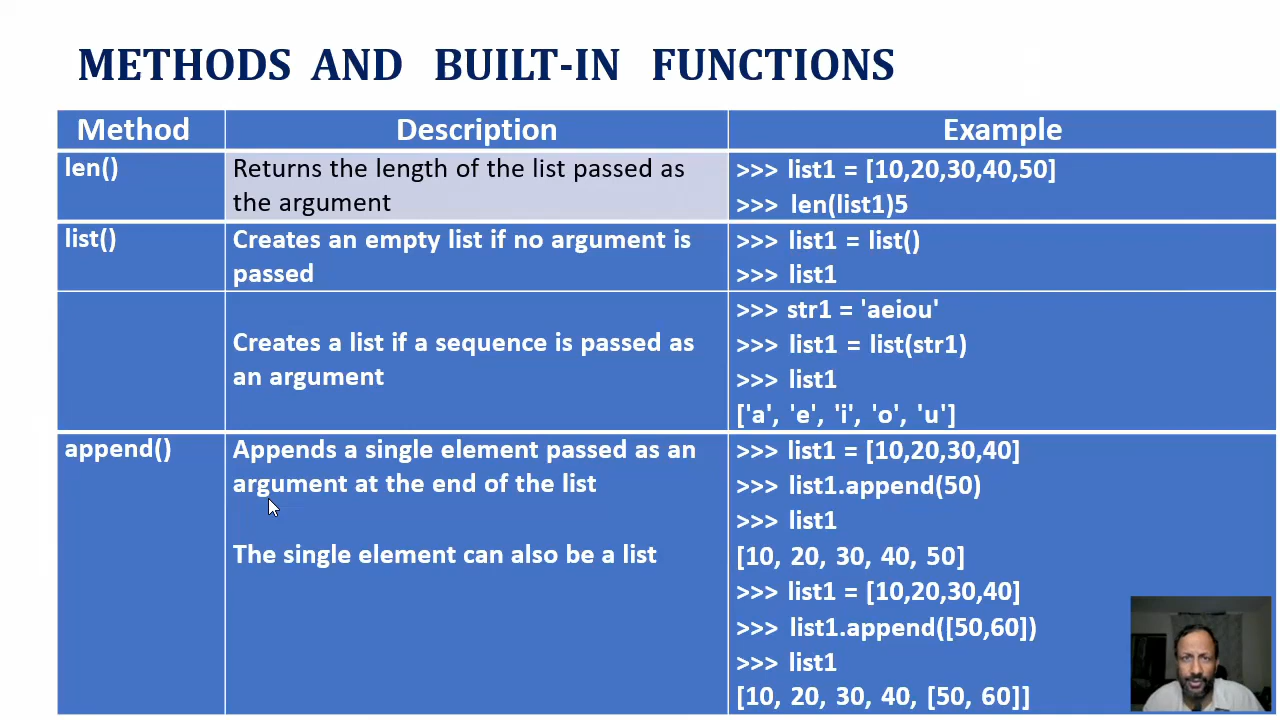 METHODS AND BUILT-IN FUNCTIONS
Method Description Example
len() Returns the length of the list passed as >>> list1 = [10,20,30,40,50]
the argument >>> len(list1)5
list() Creates an empty list if no argument is >>> list1 = list()
passed >>> list1
>>> str1 = 'aeiou'
Creates a list if a sequence is passed as >>> list1 = list(str1)
an argument >>> list1
['a', 'e', 'i', 'o', 'u']
append() Appends a single element passed as an >>> list1 = [10,20,30,40]
argument at the end of the list >>> list1.append(50)
>>> list1
The single element can also be a list [10, 20, 30, 40, 50]
>>> list1 = [10,20,30,40]
>>> list1.append([50,60])
>>> list1
[10, 20, 30, 40, [50, 60]]